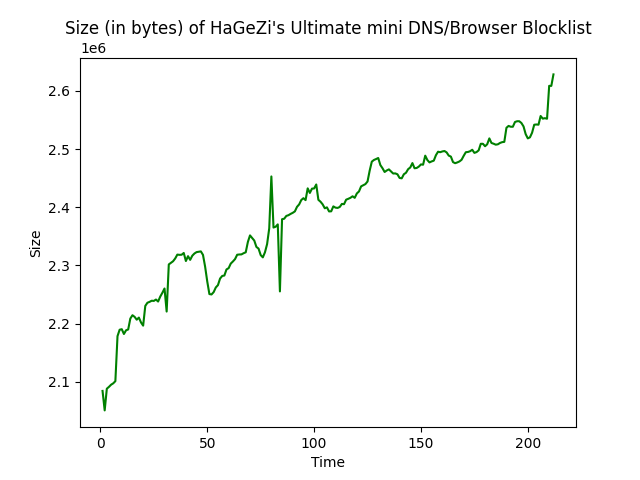 Size (in bytes) of HaGeZi's Ultimate mini DNS/Browser Blocklist
1e6
2.6
2.5
2.4
2.3
2.2
2.1
Size
0 50 100 150 200
Time